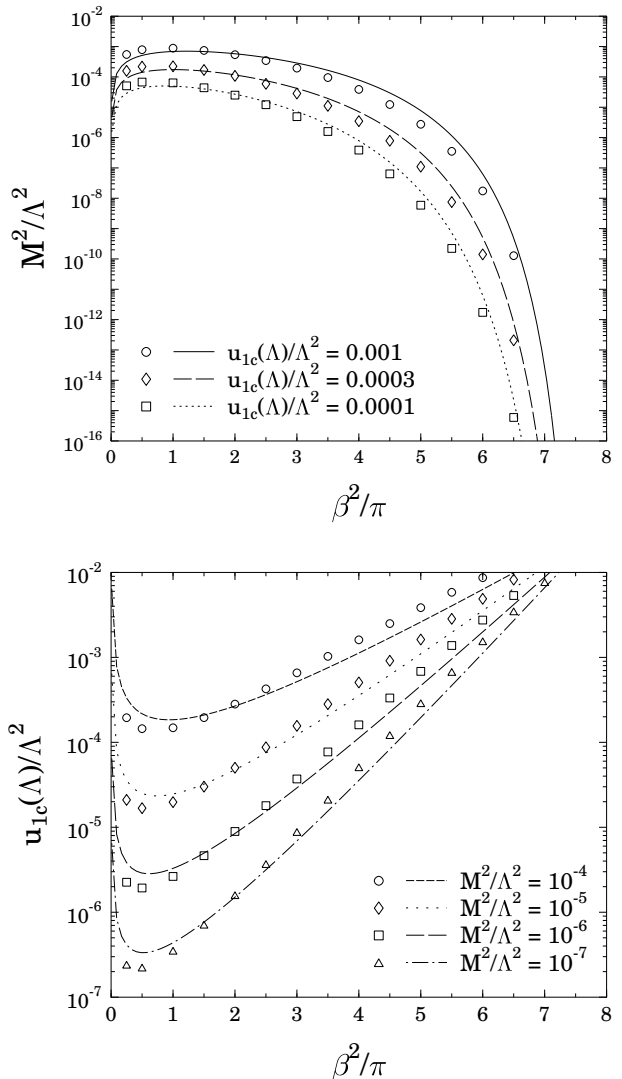 10⁰
10⁻²
10⁻⁴
10⁻⁶
10⁻⁸
10⁻¹⁰
10⁻¹²
10⁻¹⁴
10⁻¹⁶
M²/Λ²
u₁c(Λ)/Λ² = 0.001
u₁c(Λ)/Λ² = 0.0003
u₁c(Λ)/Λ² = 0.0001
0 1 2 3 4 5 6 7 8
β²/π
10⁻²
10⁻³
10⁻⁴
10⁻⁵
10⁻⁶
10⁻⁷
u₁c(Λ)/Λ²
M²/Λ² = 10⁻⁴
M²/Λ² = 10⁻⁵
M²/Λ² = 10⁻⁶
M²/Λ² = 10⁻⁷
0 1 2 3 4 5 6 7 8
β²/π